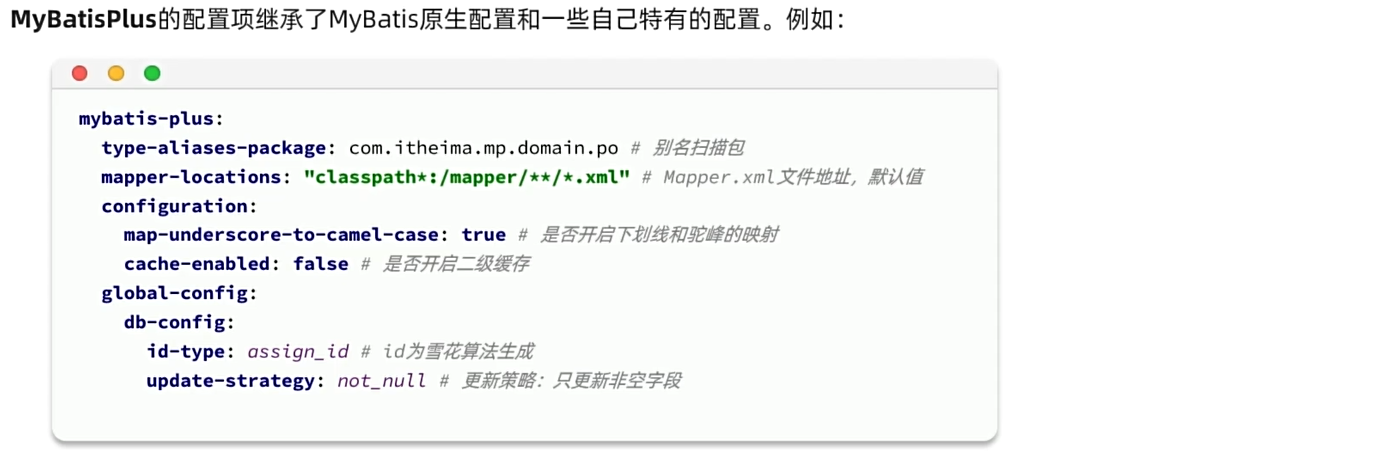 MyBatisPlus的配置项继承了MyBatis原生配置和一些自己特有的配置。例如：
mybatis-plus:
  type-aliases-package: com.itheima.mp.domain.po # 别名扫描包
  mapper-locations: "classpath*:/mapper/**/*.xml" # Mapper.xml文件地址，默认值
  configuration:
    map-underscore-to-camel-case: true # 是否开启下划线和驼峰的映射
    cache-enabled: false # 是否开启二级缓存
  global-config:
    db-config:
      id-type: assign_id # id为雪花算法生成
      update-strategy: not_null # 更新策略：只更新非空字段